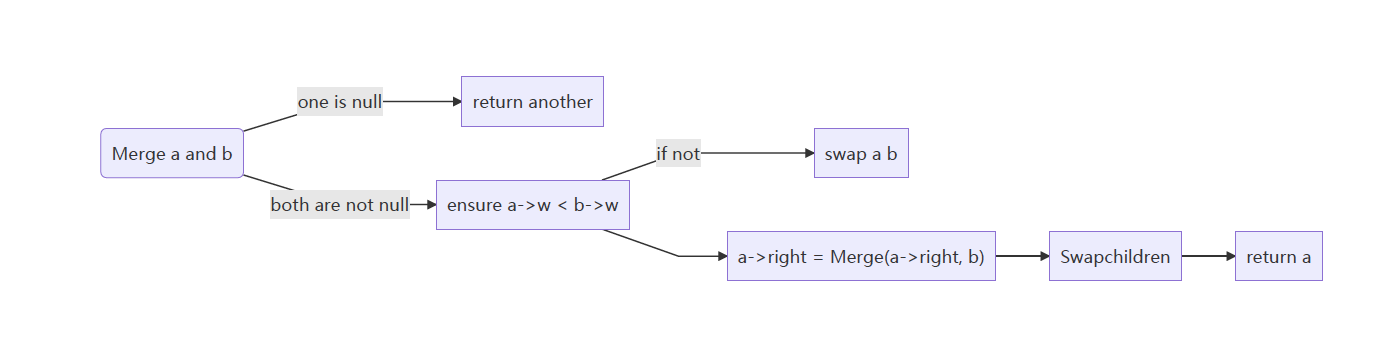 Merge a and b
one is null
return another
both are not null
ensure a->w < b->w
if not
swap a b
a->right = Merge(a->right, b)
Swapchildren
return a